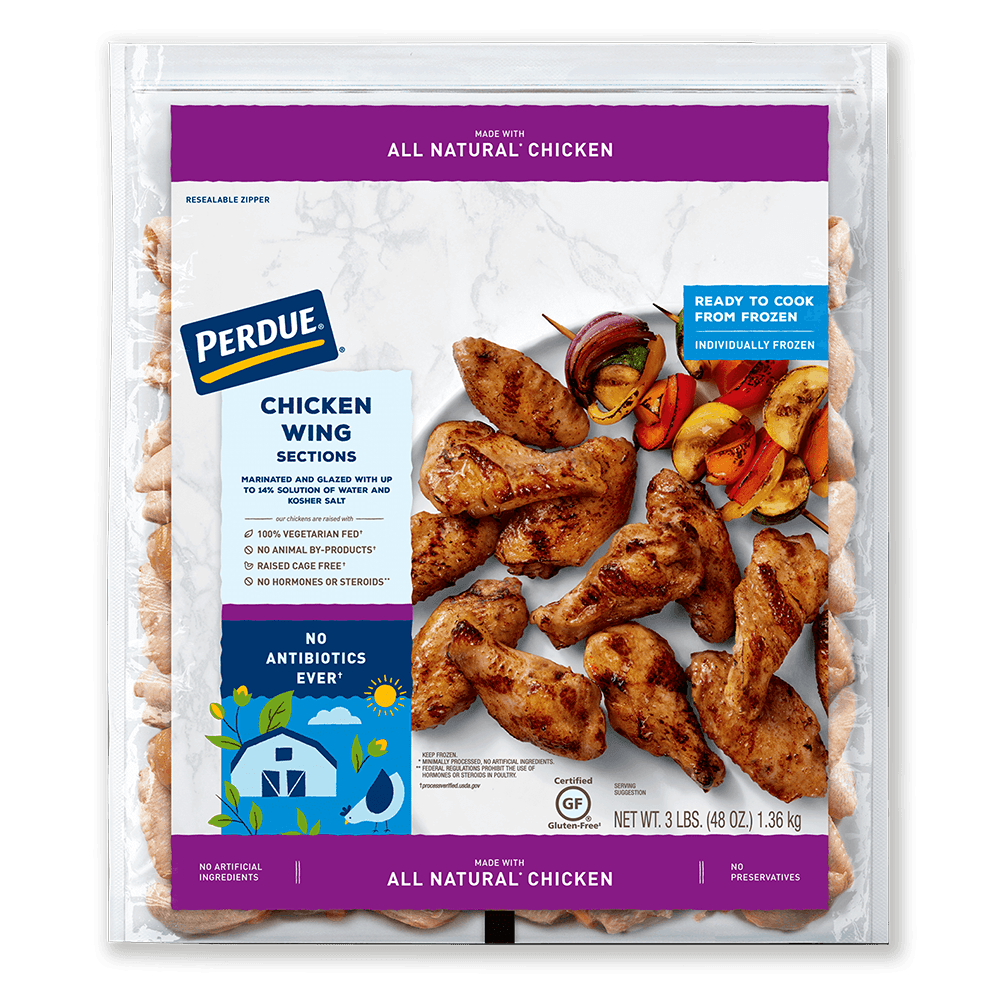 MADE WITH
ALL NATURAL* CHICKEN
RESEALABLE ZIPPER
READY TO COOK
FROM FROZEN
INDIVIDUALLY FROZEN
PERDUE®
®
CHICKEN
WING
SECTIONS
MARINATED AND GLAZED WITH UP
TO 14% SOLUTION OF WATER AND
KOSHER SALT
our chickens are raised with
100% VEGETARIAN FED†
NO ANIMAL BY-PRODUCTS†
RAISED CAGE FREE†
NO HORMONES OR STEROIDS**
NO
ANTIBIOTICS
EVER†
KEEP FROZEN.
* MINIMALLY PROCESSED, NO ARTIFICIAL INGREDIENTS.
** FEDERAL REGULATIONS PROHIBIT THE USE OF
HORMONES OR STEROIDS IN POULTRY.
†processverified.usda.gov
Certified
GF®
Gluten-Free‡
SERVING
SUGGESTION
NET WT. 3 LBS. (48 OZ.) 1.36 kg
NO ARTIFICIAL
INGREDIENTS
MADE WITH
ALL NATURAL* CHICKEN
NO
PRESERVATIVES